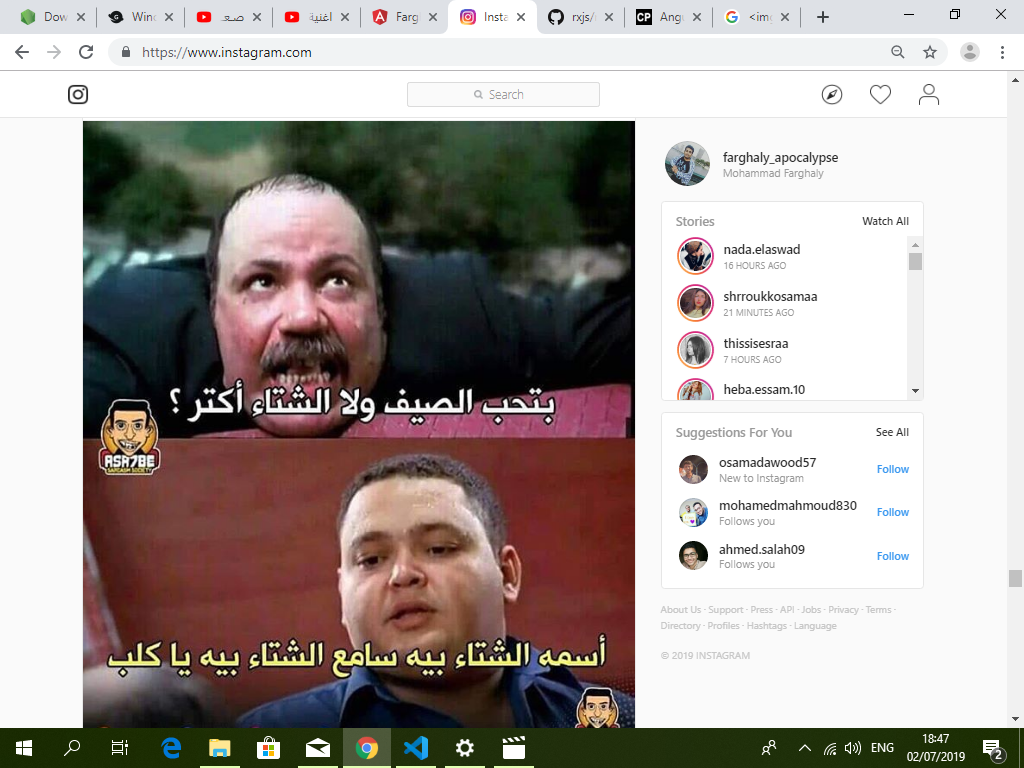 Dow
Winc
صعـ
اغنية
Farg
Insta
rxjs/
CP
Angu
<img
https://www.instagram.com
Search
farghaly_apocalypse
Mohammad Farghaly
Stories
Watch All
nada.elaswad
16 HOURS AGO
shrroukkosamaa
21 MINUTES AGO
thissisesraa
7 HOURS AGO
heba.essam.10
Suggestions For You
See All
osamadawood57
New to Instagram
Follow
mohamedmahmoud830
Follows you
Follow
ahmed.salah09
Follows you
Follow
About Us · Support · Press · API · Jobs · Privacy · Terms ·
Directory · Profiles · Hashtags · Language
© 2019 INSTAGRAM
بتحب الصيف ولا الشتاء أكتر ؟
ASA7BE
SARCASM SOCIETY
أسمه الشتاء بيه سامع الشتاء بيه يا كلب
ENG
18:47
02/07/2019
2